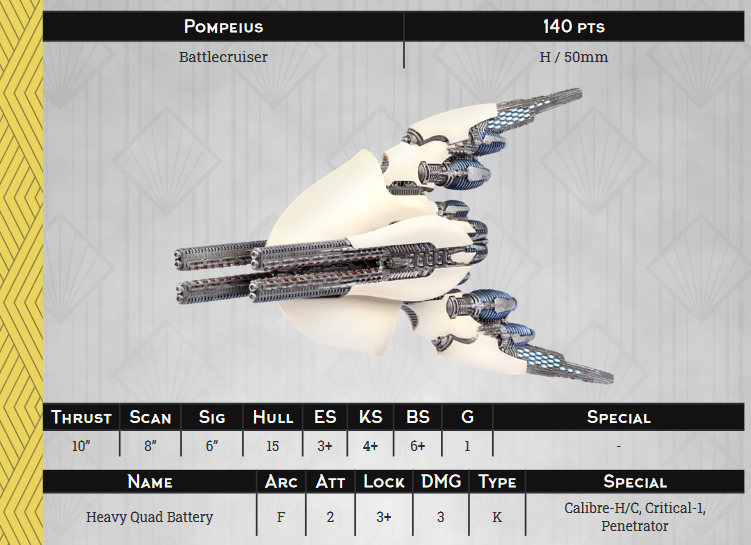 Pompeius 140 pts
Battlecruiser H / 50mm
Thrust Scan Sig Hull ES KS BS G Special
10” 8” 6” 15 3+ 4+ 6+ 1 -
Name Arc Att Lock DMG Type Special
Heavy Quad Battery F 2 3+ 3 K Calibre-H/C, Critical-1,
Penetrator